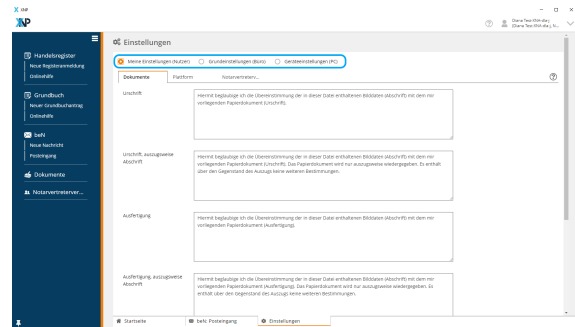 XNP
XNP
Diana Test-XNA-dia-J
(Diana Test-XNA-dia-J, N...
Einstellungen
Meine Einstellungen (Nutzer)
Grundeinstellungen (Büro)
Geräteeinstellungen (PC)
Dokumente
Plattform
Notarvertreterv...
Handelsregister
Neue Registeranmeldung
Onlinehilfe
Grundbuch
Neuer Grundbuchantrag
Onlinehilfe
beN
Neue Nachricht
Posteingang
Dokumente
Notarvertreterver...
Urschrift
Hiermit beglaubige ich die Übereinstimmung der in dieser Datei enthaltenen Bilddaten (Abschrift) mit dem mir
vorliegenden Papierdokument (Urschrift).
Urschrift, auszugsweise
Abschrift
Hiermit beglaubige ich die Übereinstimmung der in dieser Datei enthaltenen Bilddaten (Abschrift) mit dem mir
vorliegenden Papierdokument (Urschrift). Das Papierdokument wird nur auszugsweise wiedergegeben. Es enthält
über den Gegenstand des Auszugs keine weiteren Bestimmungen.
Ausfertigung
Hiermit beglaubige ich die Übereinstimmung der in dieser Datei enthaltenen Bilddaten (Abschrift) mit dem mir
vorliegenden Papierdokument (Ausfertigung).
Ausfertigung, auszugsweise
Abschrift
Hiermit beglaubige ich die Übereinstimmung der in dieser Datei enthaltenen Bilddaten (Abschrift) mit dem mir
vorliegenden Papierdokument (Ausfertigung). Das Papierdokument wird nur auszugsweise wiedergegeben. Es
enthält über den Gegenstand des Auszugs keine weiteren Bestimmungen.
Startseite
beN: Posteingang
Einstellungen